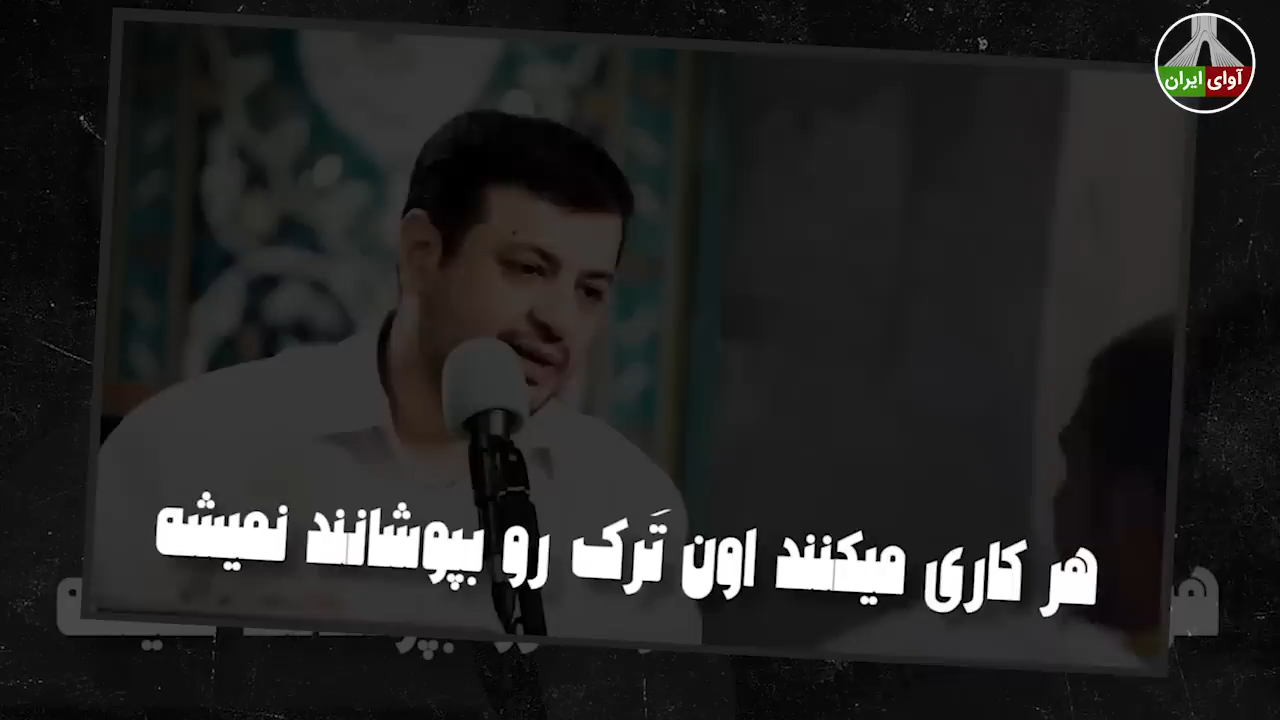 آوای ایران
هر کاری میکنند اون تَرک رو بپوشانند نمیشه